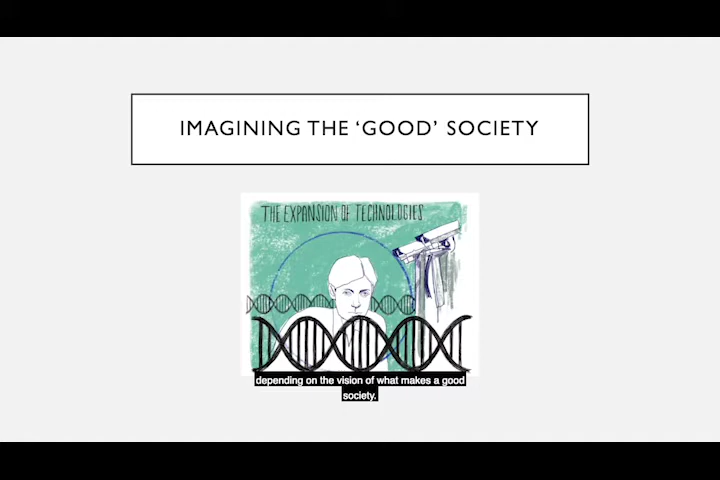 IMAGINING THE ‘GOOD’ SOCIETY
THE EXPANSION OF TECHNOLOGIES
depending on the vision of what makes a good
society.